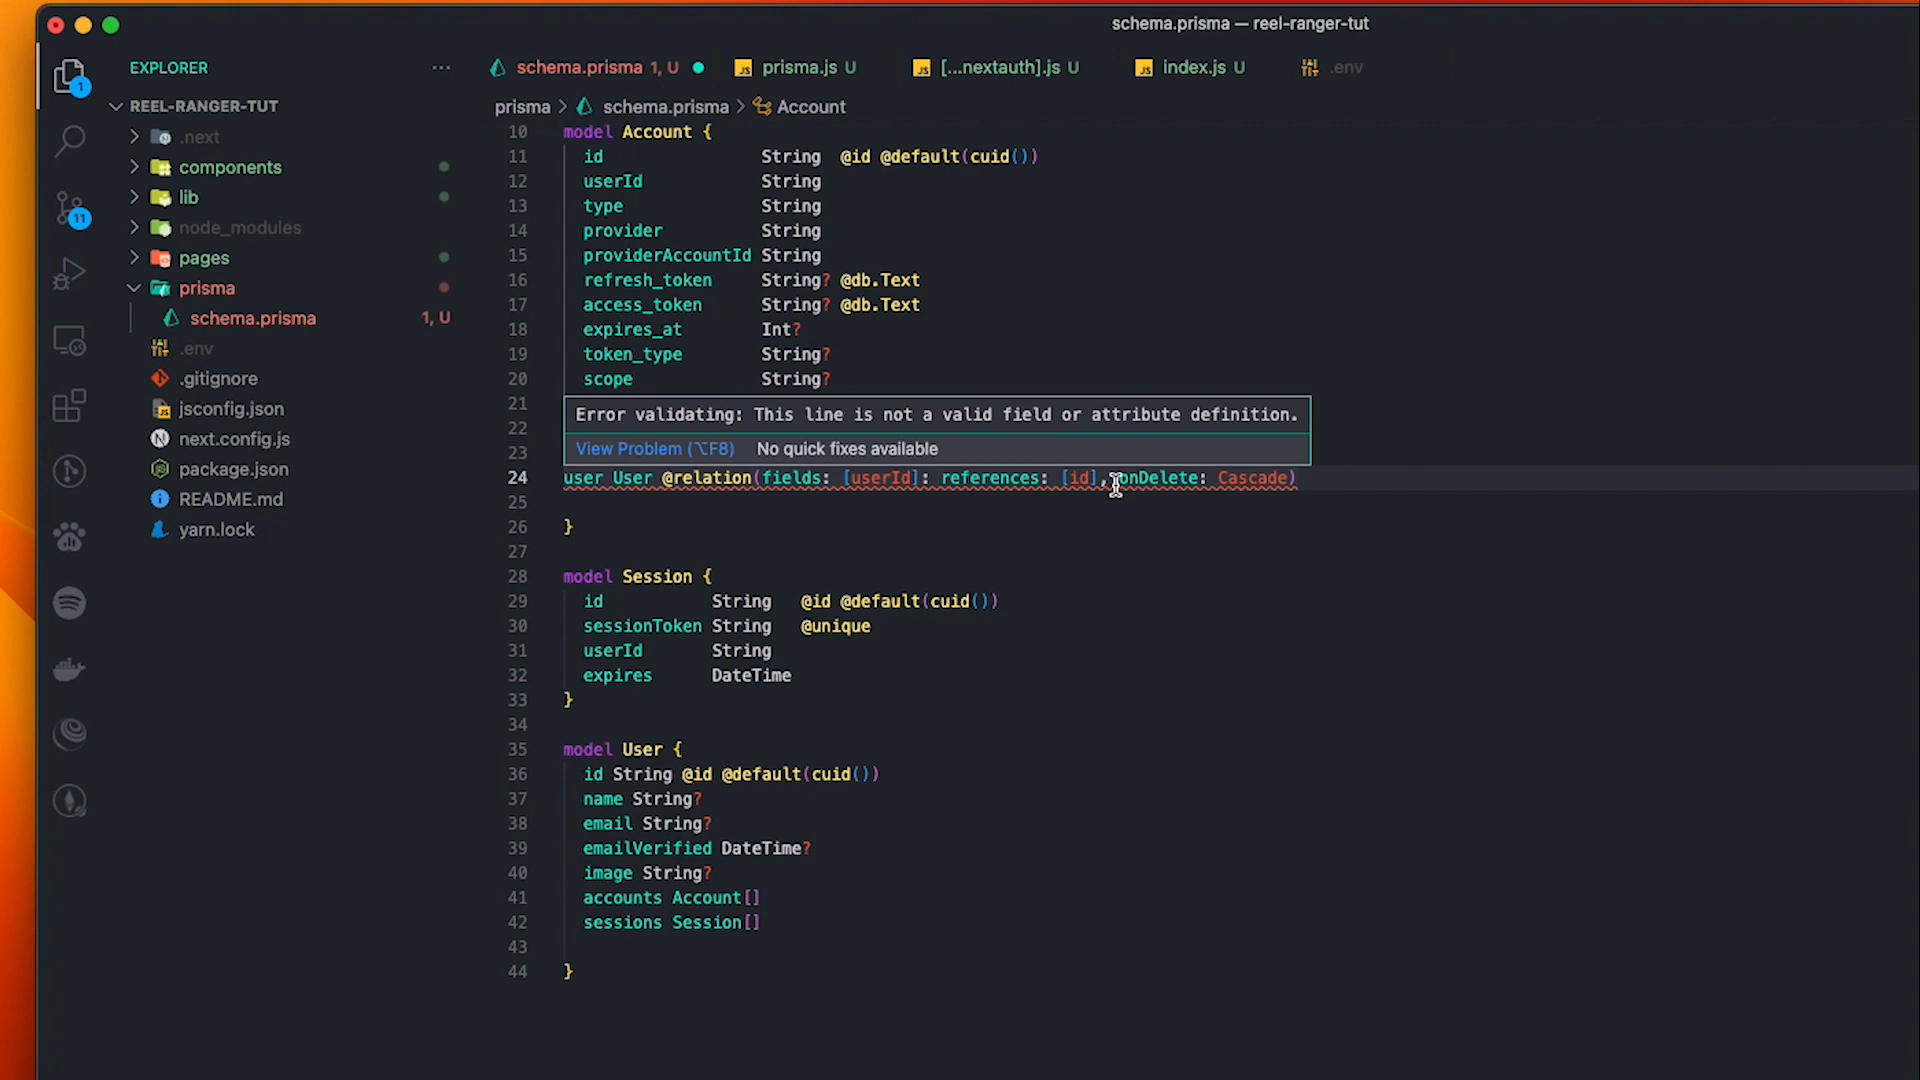 schema.prisma — reel-ranger-tut
EXPLORER ···
schema.prisma 1, U
prisma.js U
[...nextauth].js U
index.js U
.env
REEL-RANGER-TUT
prisma > schema.prisma > Account
.next
components
lib
node_modules
pages
prisma
schema.prisma 1, U
.env
.gitignore
jsconfig.json
next.config.js
package.json
README.md
yarn.lock
1
11
10 model Account {
11 id String @id @default(cuid())
12 userId String
13 type String
14 provider String
15 providerAccountId String
16 refresh_token String? @db.Text
17 access_token String? @db.Text
18 expires_at Int?
19 token_type String?
20 scope String?
21
Error validating: This line is not a valid field or attribute definition.
22
View Problem (⌥F8) No quick fixes available
23
24 user User @relation(fields: [userId]: references: [id], onDelete: Cascade)
25
26 }
27
28 model Session {
29 id String @id @default(cuid())
30 sessionToken String @unique
31 userId String
32 expires DateTime
33 }
34
35 model User {
36 id String @id @default(cuid())
37 name String?
38 email String?
39 emailVerified DateTime?
40 image String?
41 accounts Account[]
42 sessions Session[]
43
44 }